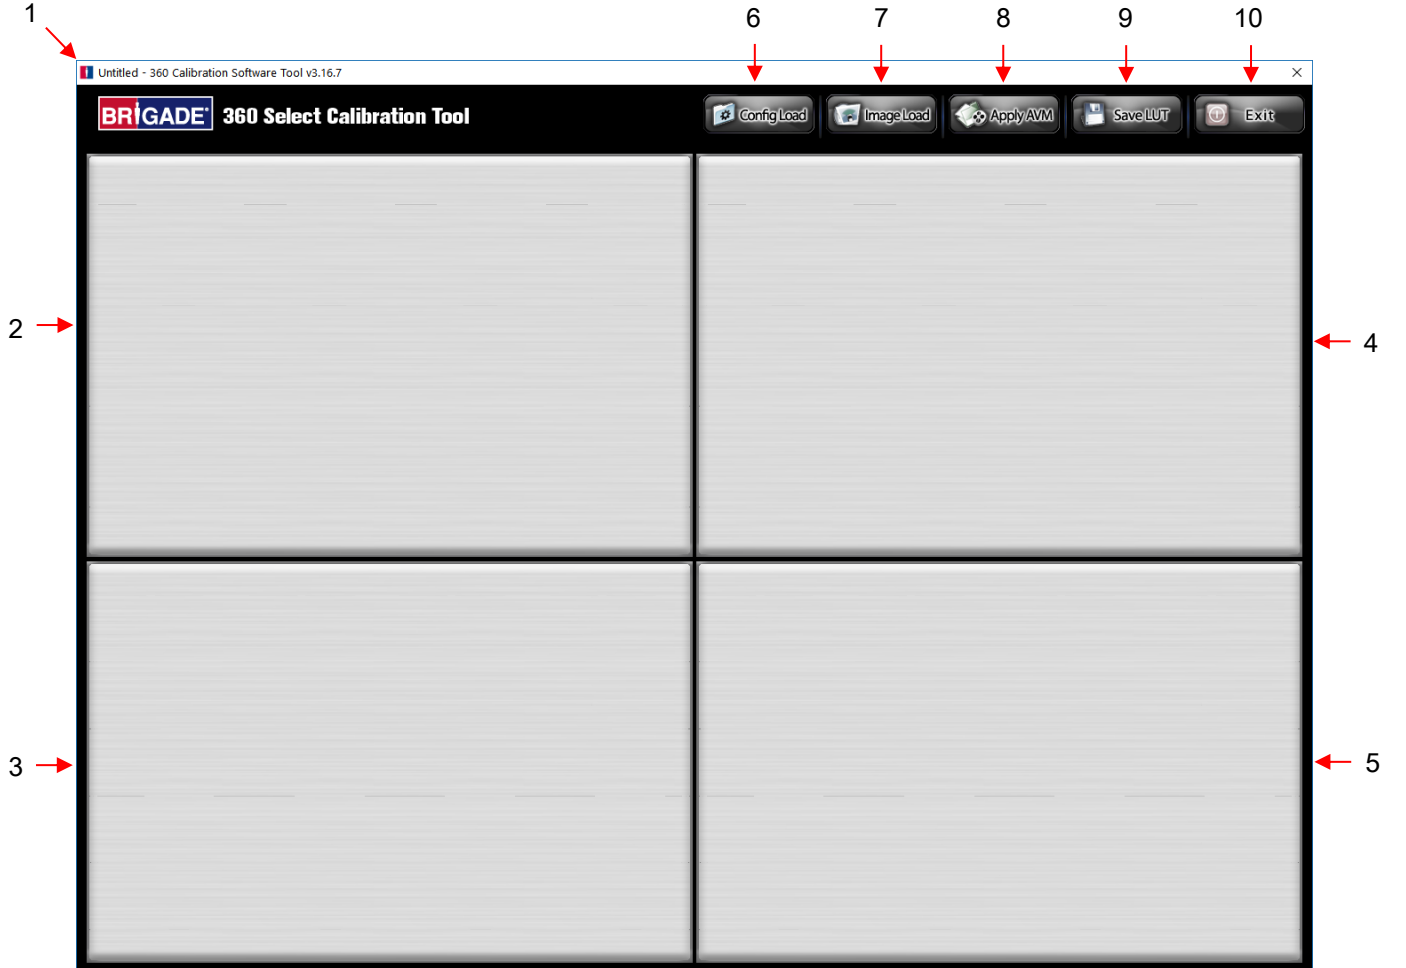 1
6 7 8 9 10
Untitled - 360 Calibration Software Tool v3.16.7
BRIGADE 360 Select Calibration Tool
Config Load Image Load Apply AVM Save LUT Exit
2
4
3
5